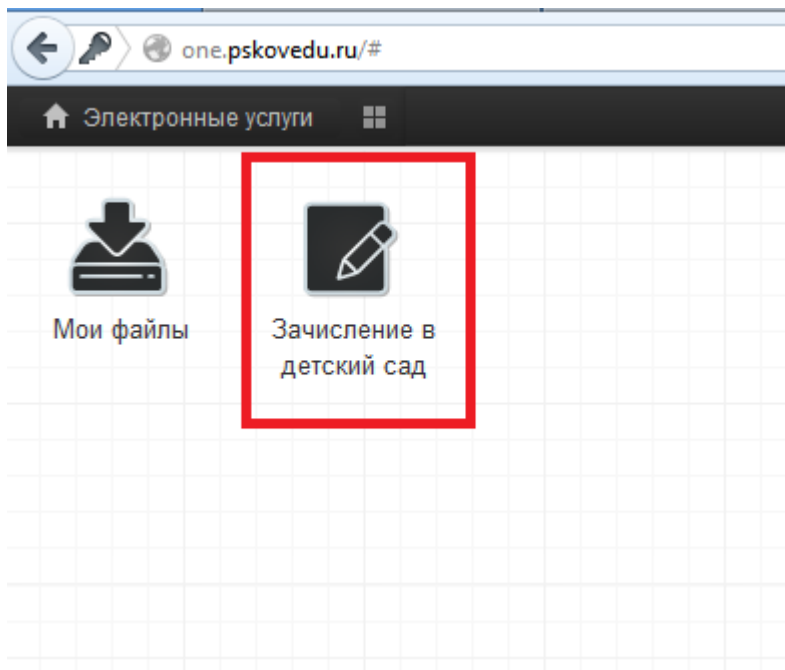 one.pskovedu.ru/#
Электронные услуги
Мои файлы
Зачисление в
детский сад